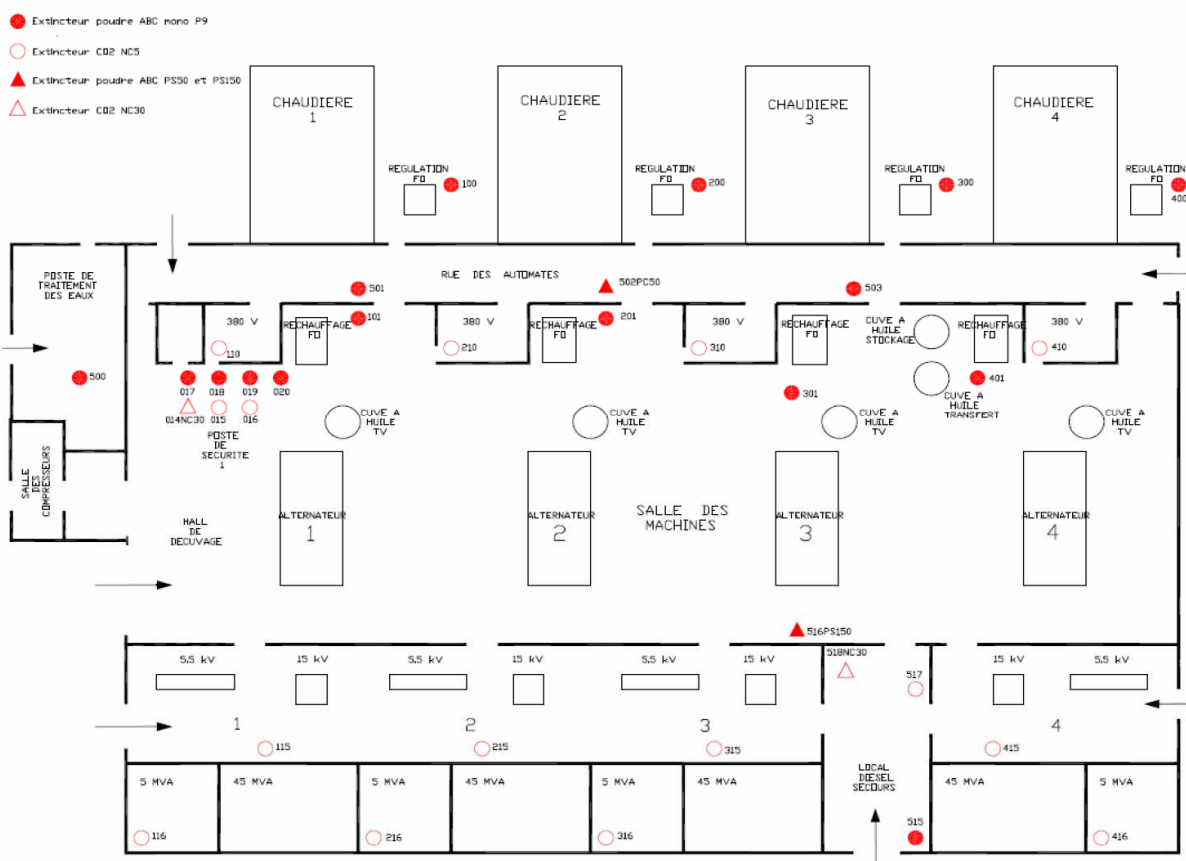 Extincteur poudre ABC mono P9
Extincteur CO2 NC5
Extincteur poudre ABC PS50 et PS150
Extincteur CO2 NC30
CHAUDIERE
1
CHAUDIERE
2
CHAUDIERE
3
CHAUDIERE
4
REGULATION
FO
100
REGULATION
FO
200
REGULATION
FO
300
REGULATION
FO
400
POSTE DE
TRAITEMENT
DES EAUX
RUE DES AUTOMATES
501
502PC50
503
380 V
RECHAUFFAGE
FO
101
380 V
RECHAUFFAGE
FO
201
380 V
RECHAUFFAGE
FO
CUVE A
HUILE
STOCKAGE
RECHAUFFAGE
FO
380 V
110
210
310
410
500
017
018
019
020
301
401
014NC30
015
016
CUVE A
HUILE
TRANSFERT
POSTE
DE
SECURITE
1
CUVE A
HUILE
TV
CUVE A
HUILE
TV
CUVE A
HUILE
TV
CUVE A
HUILE
TV
SALLE
DES
COMPRESSEURS
HALL
DE
DECUVAGE
ALTERNATEUR
1
ALTERNATEUR
2
SALLE DES
MACHINES
ALTERNATEUR
3
ALTERNATEUR
4
516PS150
5.5 kV
15 kV
5.5 kV
15 kV
5.5 kV
15 kV
518NC30
517
15 kV
5.5 kV
1
2
3
4
115
215
315
415
5 MVA
45 MVA
5 MVA
45 MVA
5 MVA
45 MVA
LOCAL
DIESEL
SECOURS
45 MVA
5 MVA
116
216
316
515
416